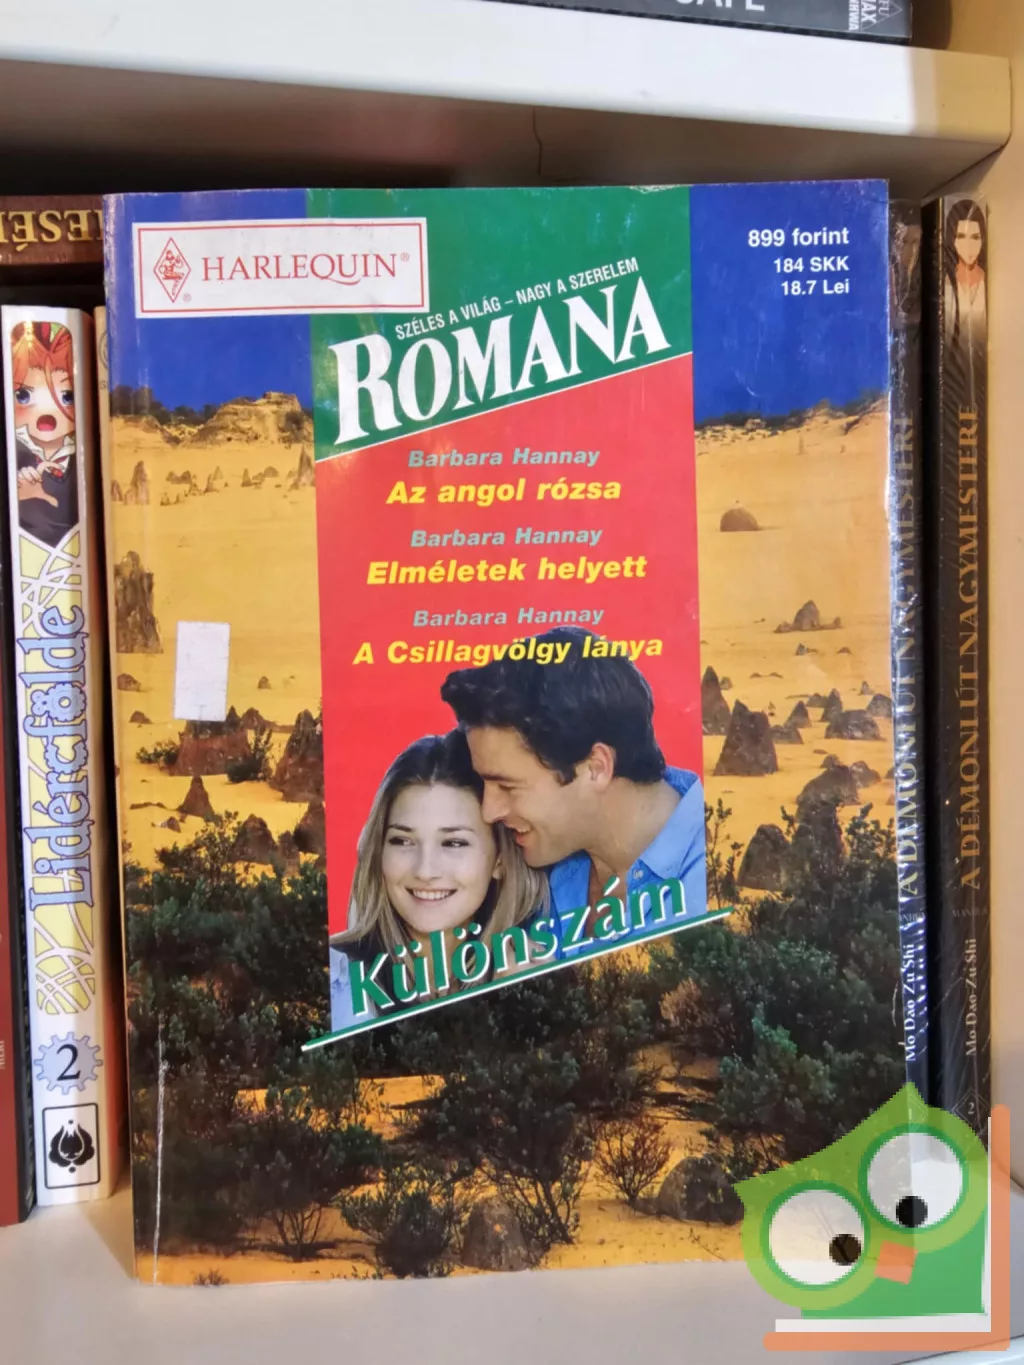 CAFE
HARLEQUIN®
®
SZÉLES A VILÁG – NAGY A SZERELEM
ROMANA
899 forint
184 SKK
18.7 Lei
Barbara Hannay
Az angol rózsa
Barbara Hannay
Elméletek helyett
Barbara Hannay
A Csillagvölgy lánya
Különszám
Lidércfölde
2
A DÉMONI ÚT NAGYMESTERE
Mo Dao Zu Shi
A DÉMONI ÚT NAGYMESTERE
Mo Dao Zu Shi
2